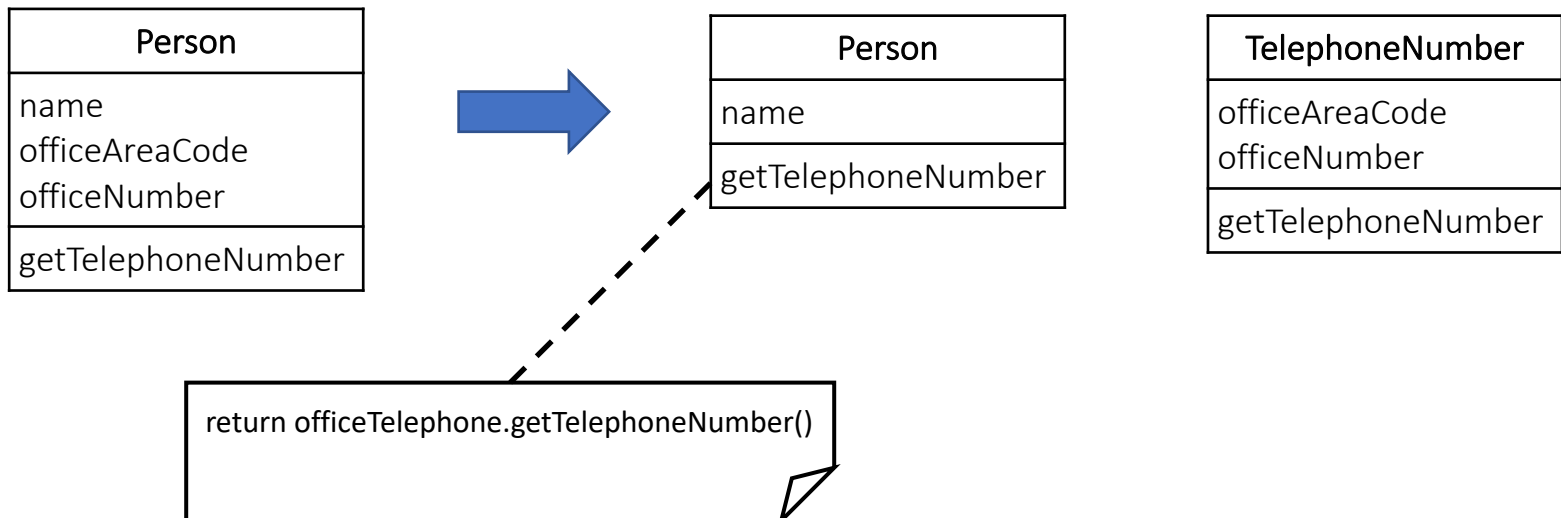 Person
name
officeAreaCode
officeNumber
getTelephoneNumber
Person
name
getTelephoneNumber
TelephoneNumber
officeAreaCode
officeNumber
getTelephoneNumber
return officeTelephone.getTelephoneNumber()